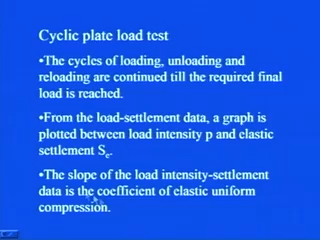 Cyclic plate load test
•The cycles of loading, unloading and
reloading are continued till the required final
load is reached.
•From the load-settlement data, a graph is
plotted between load intensity p and elastic
settlement Se.
•The slope of the load intensity-settlement
data is the coefficient of elastic uniform
compression.